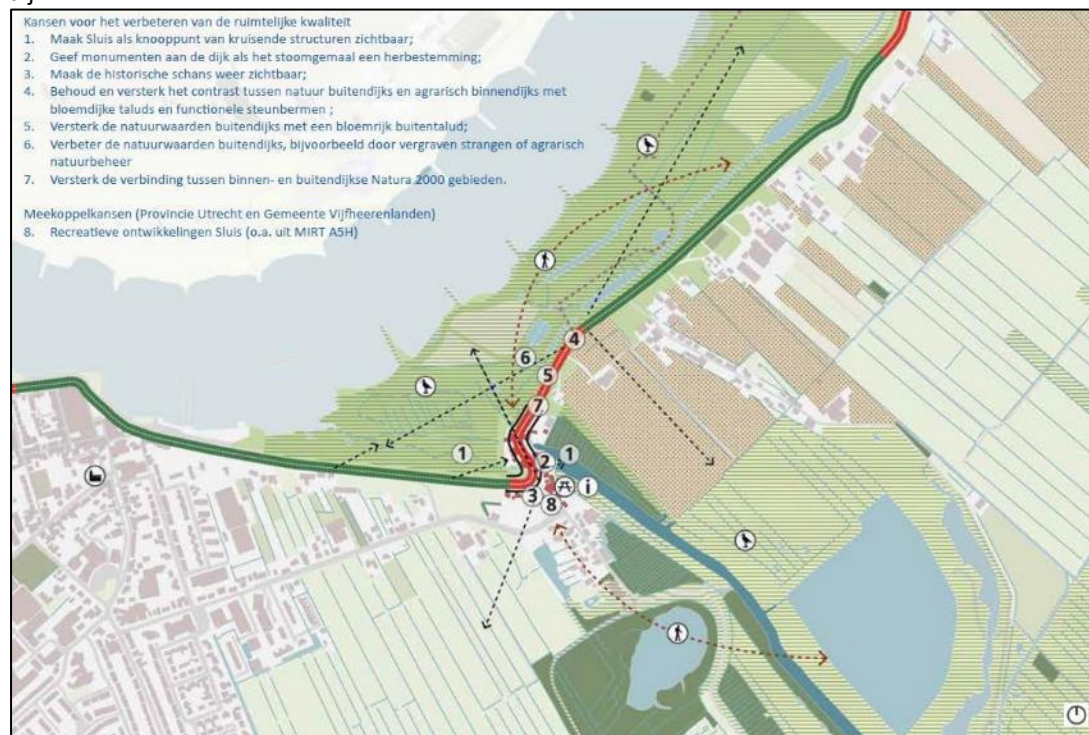 Kansen voor het verbeteren van de ruimtelijke kwaliteit
1. Maak Sluis als knooppunt van kruisende structuren zichtbaar;
2. Geef monumenten aan de dijk als het stoomgemaal een herbestemming;
3. Maak de historische schans weer zichtbaar;
4. Behoud en versterk het contrast tussen natuur buitendijks en agrarisch binnendijks met
bloemdijke taluds en functionele steunbermen ;
5. Versterk de natuurwaarden buitendijks met een bloemrijk buitentalud;
6. Verbeter de natuurwaarden buitendijks, bijvoorbeeld door vergraven strangen of agrarisch
natuurbeheer
7. Versterk de verbinding tussen binnen- en buitendijkse Natura 2000 gebieden.
Meekoppelkansen (Provincie Utrecht en Gemeente Vijfheerenlanden)
8. Recreatieve ontwikkelingen Sluis (o.a. uit MIRT A5H)
4
6
5
7
1
2
1
3
i
8